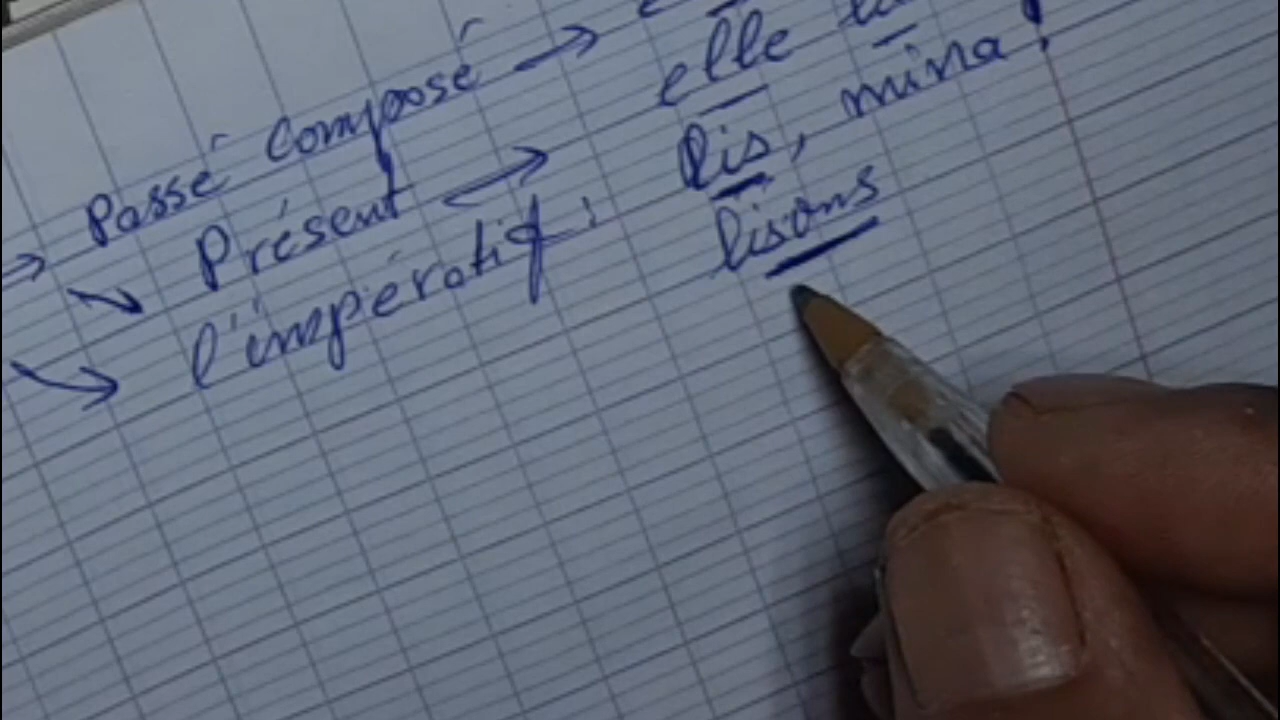 Passé composé →
Présent → elle
l'impératif : lis, mina !
lisons